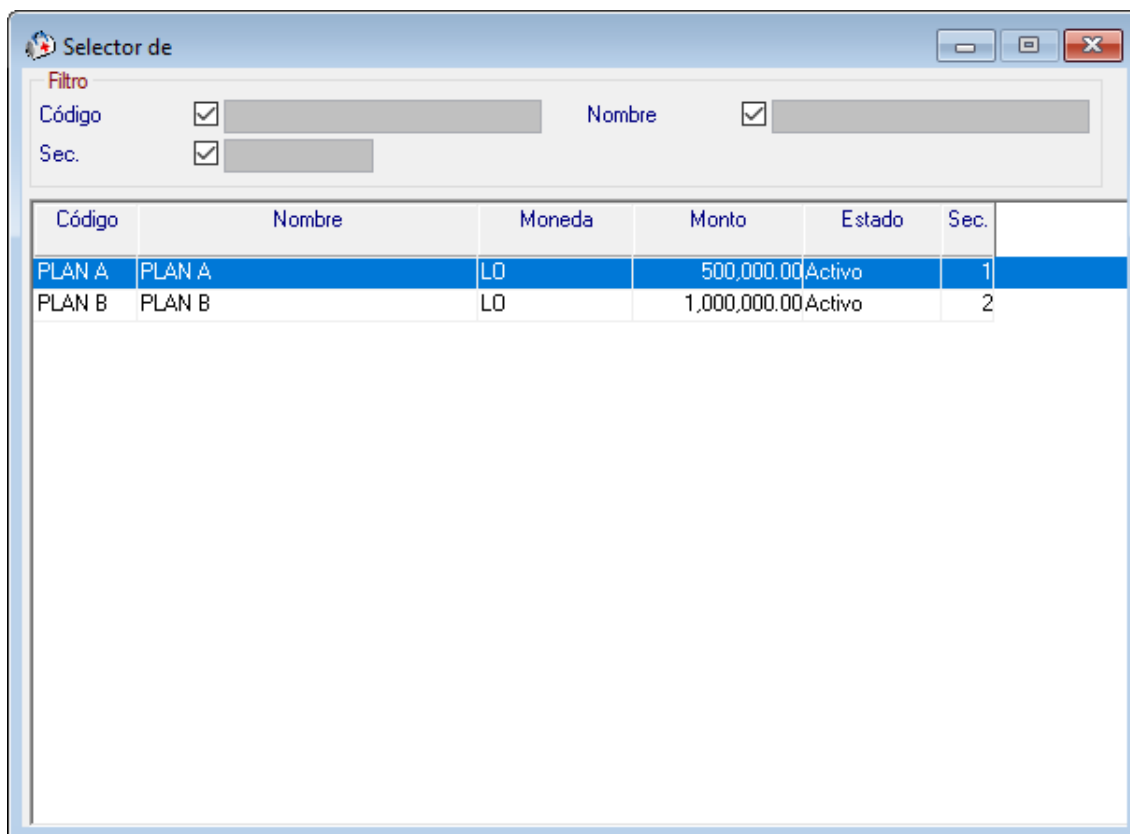 Selector de
Filtro
Código Nombre
Sec.
Código Nombre Moneda Monto Estado Sec.
PLAN A PLAN A LO 500,000.00 Activo 1
PLAN B PLAN B LO 1,000,000.00 Activo 2